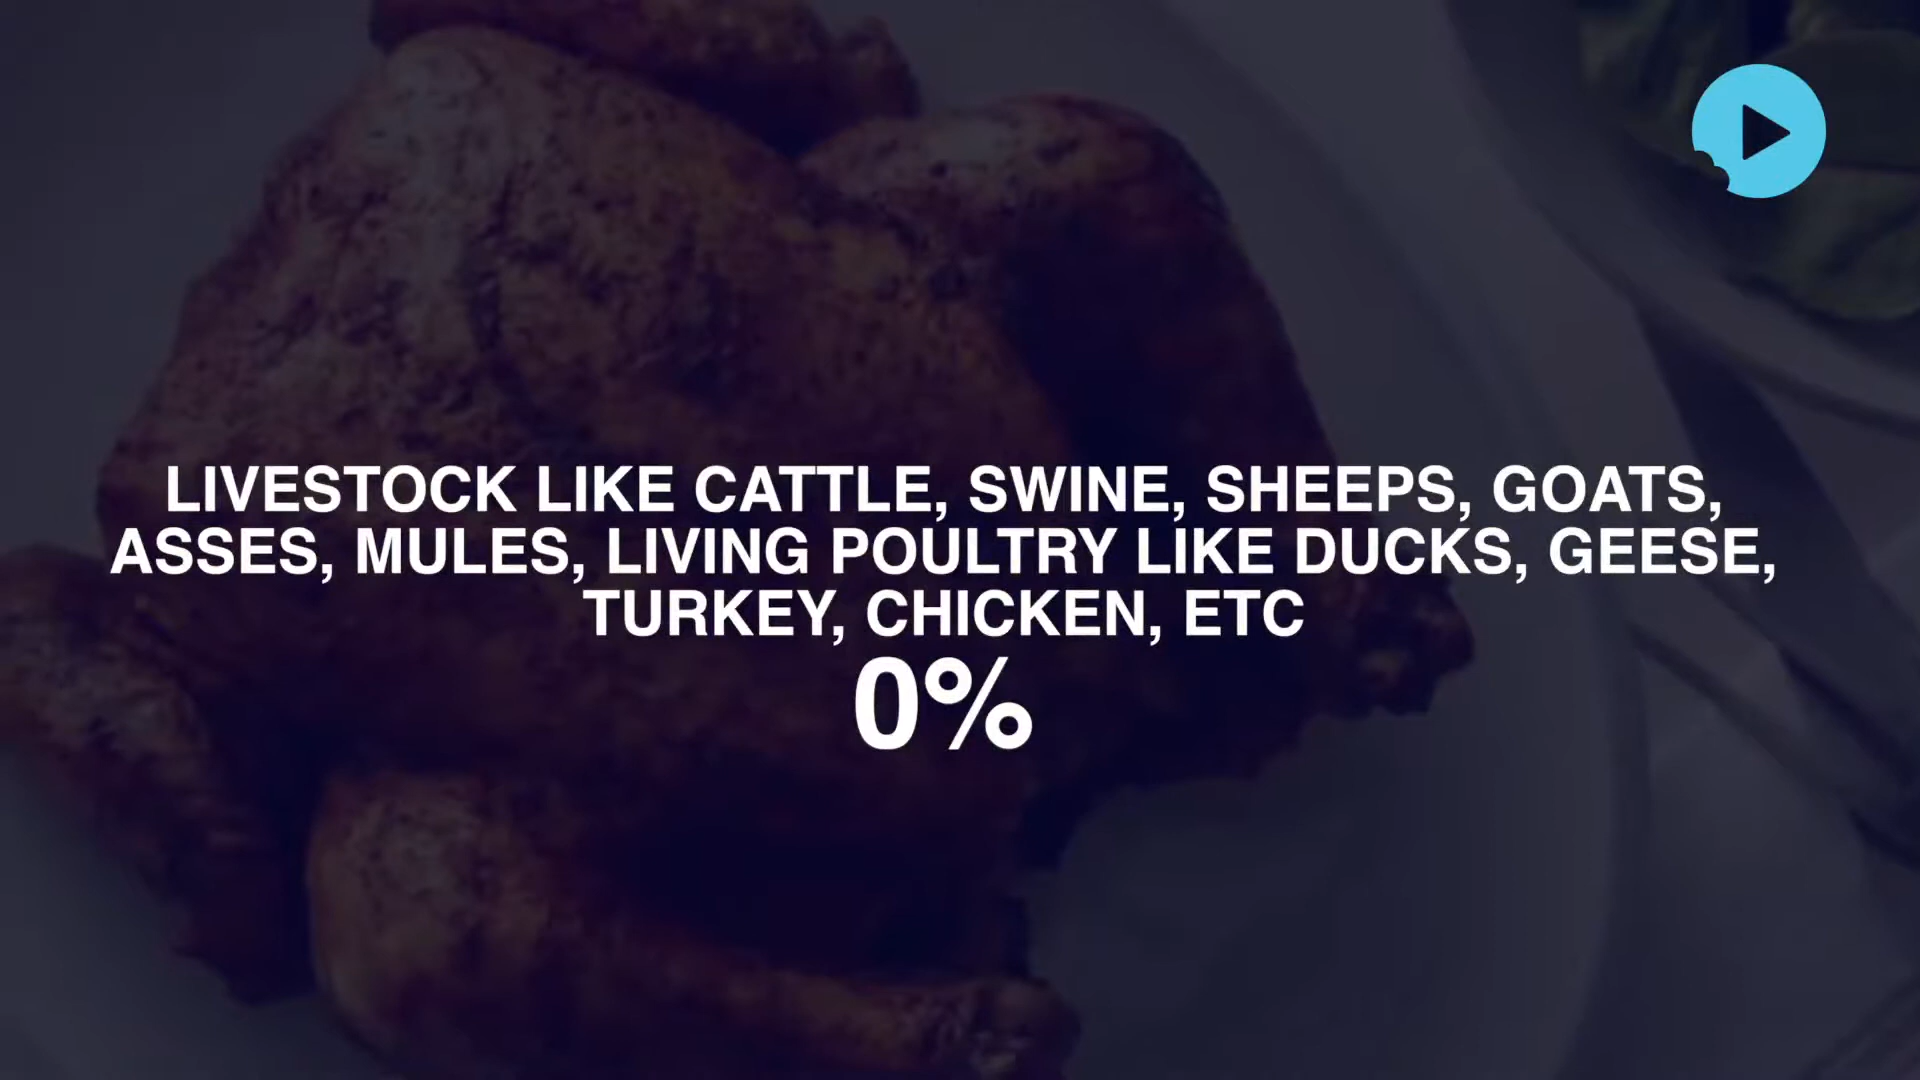 LIVESTOCK LIKE CATTLE, SWINE, SHEEPS, GOATS,
ASSES, MULES, LIVING POULTRY LIKE DUCKS, GEESE,
TURKEY, CHICKEN, ETC
0%